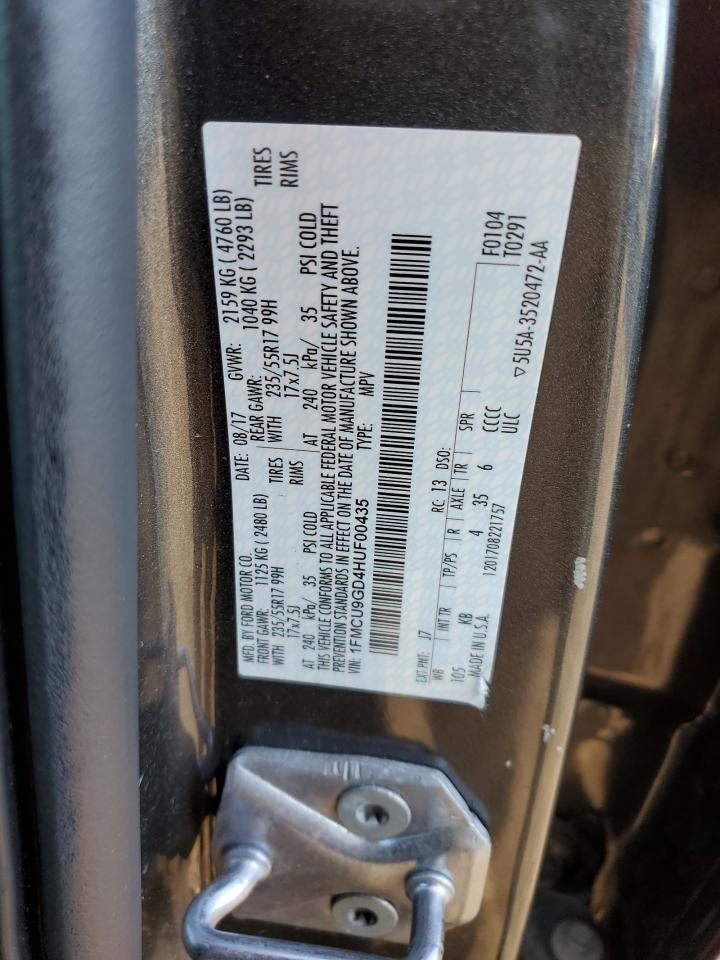 MFD. BY FORD MOTOR CO. DATE: 08/17 GVWR: 2159 KG ( 4760 LB)
FRONT GAWR: 1125 KG ( 2480 LB) REAR GAWR: 1040 KG ( 2293 LB)
WITH 235/55R17 99H TIRES WITH 235/55R17 99H TIRES
17x7.5J RIMS 17x7.5J RIMS
AT 240 kPa/ 35 PSI COLD AT 240 kPa/ 35 PSI COLD
THIS VEHICLE CONFORMS TO ALL APPLICABLE FEDERAL MOTOR VEHICLE SAFETY AND THEFT
PREVENTION STANDARDS IN EFFECT ON THE DATE OF MANUFACTURE SHOWN ABOVE.
VIN: 1FMCU9GD4HUF00435 TYPE: MPV
EXT PNT: J7 RC: 13 DSO: F0104
WB INT TR TP/PS R AXLE TR SPR T0291
105 KB 4 35 6 CCCC
MADE IN U.S.A. 1201708221757 ULC ▽5U5A-3520472-AA